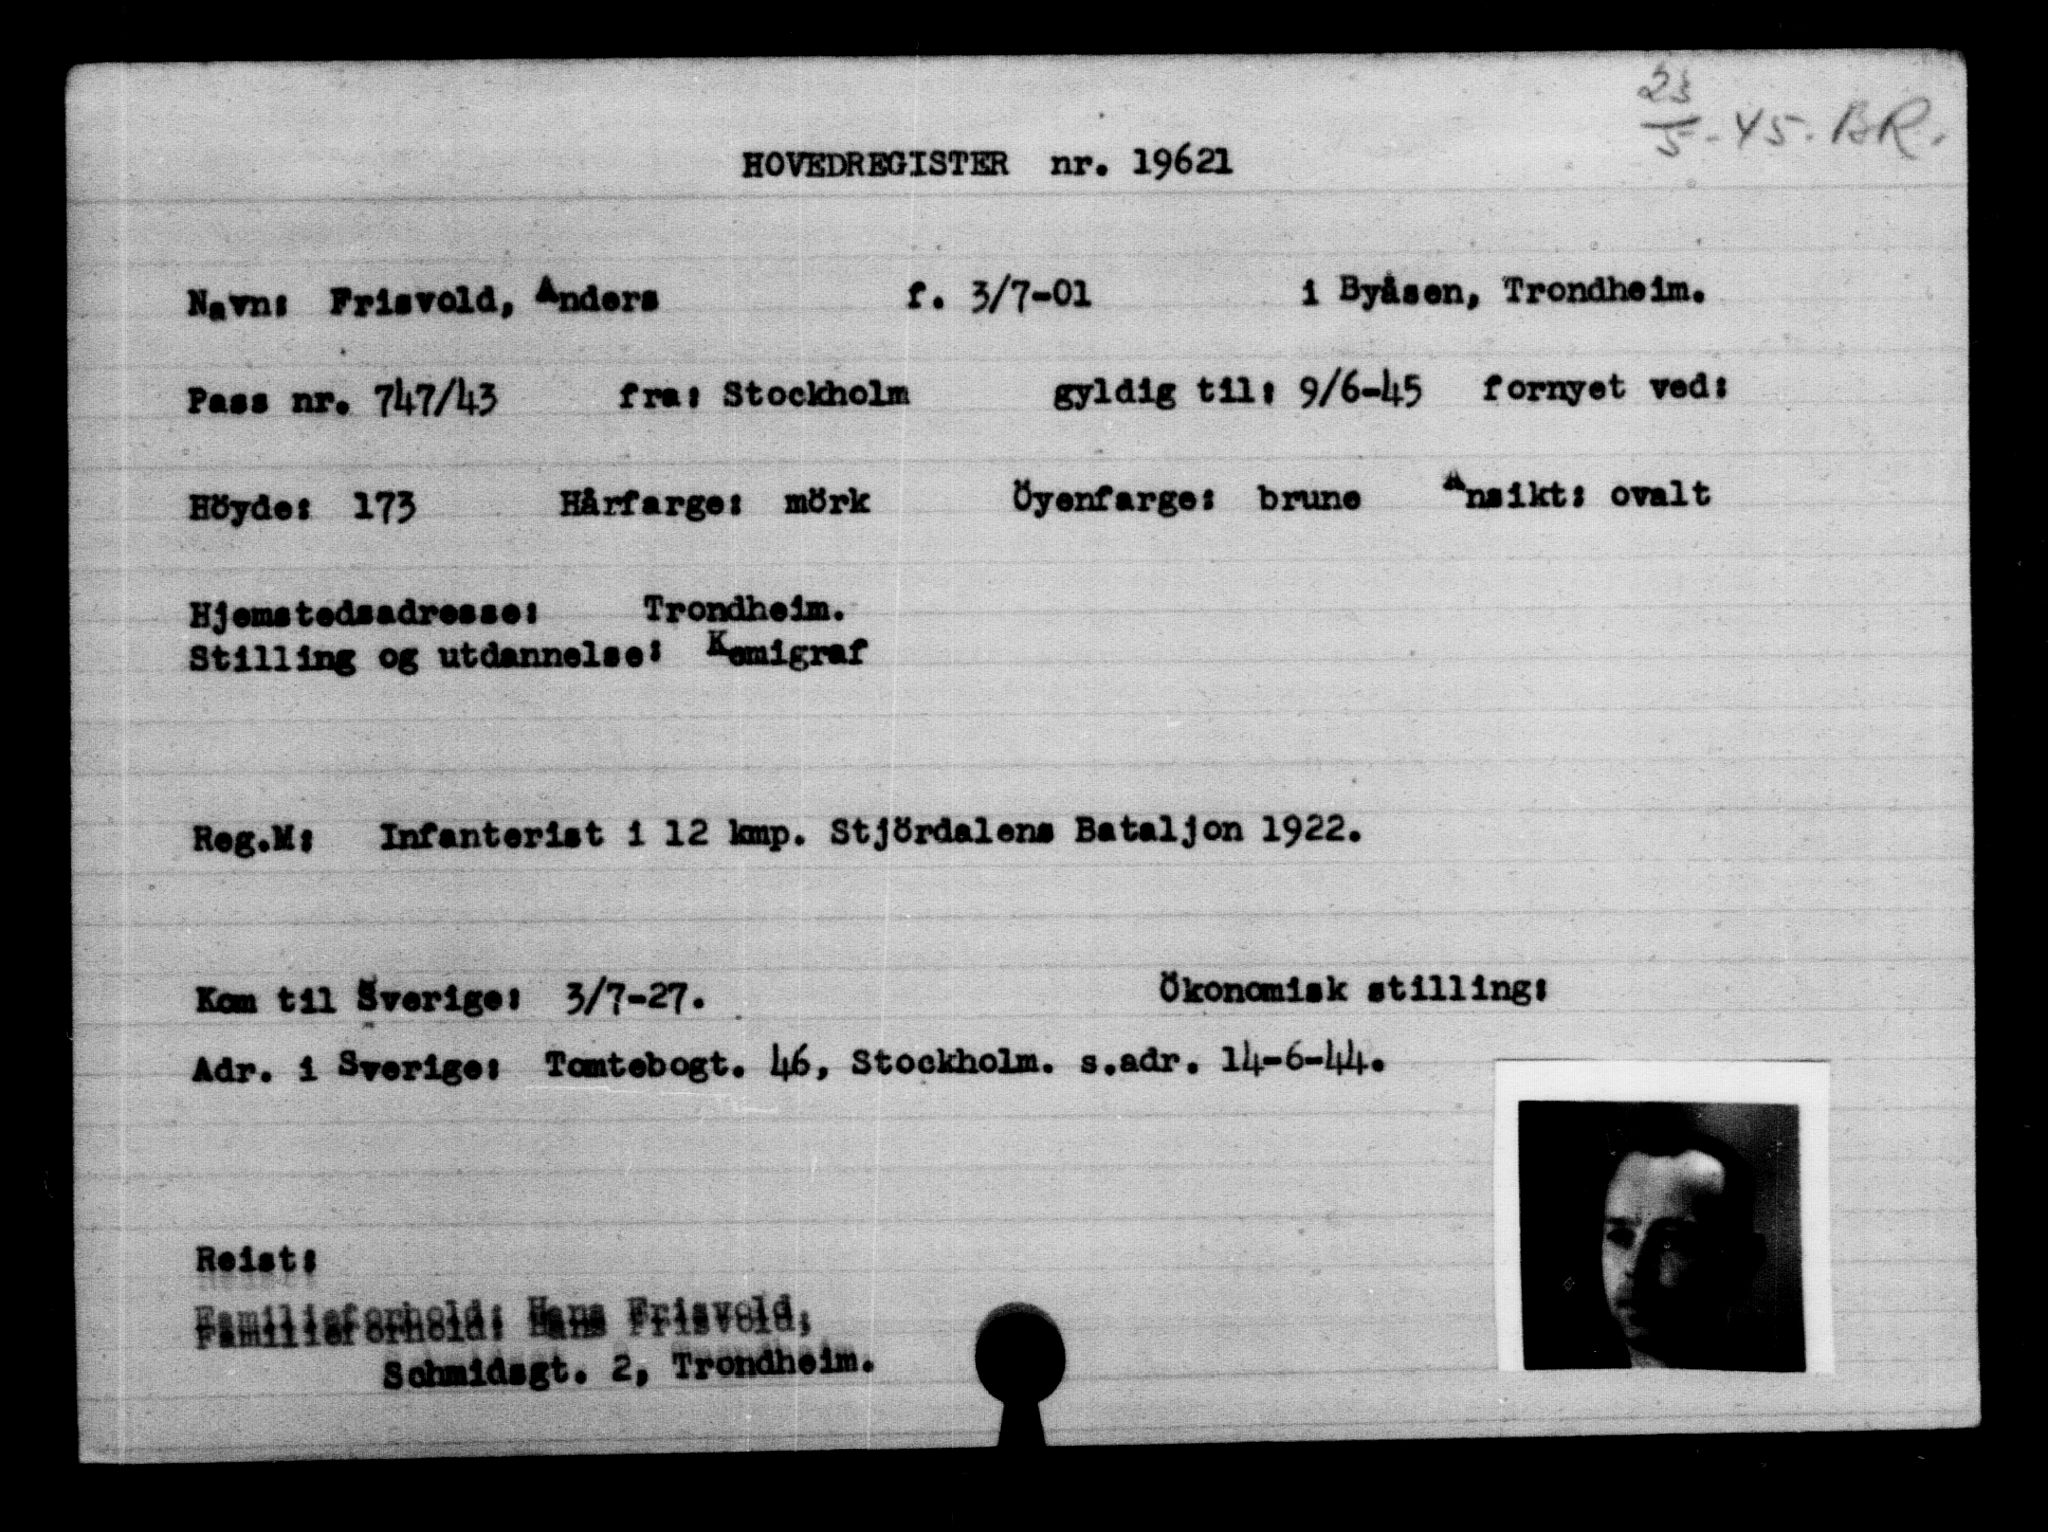 23/5-45. BR.
HOVEDREGISTER nr. 19621
Navn: Frisvold, Anders f. 3/7-01 i Byåsen, Trondheim.
Pass nr. 747/43 fra: Stockholm gyldig til: 9/6-45 fornyet ved:
Höyde: 173 Hårfarge: mörk Öyenfarge: brune Ansikt: ovalt
Hjemstedsadresse: Trondheim.
Stilling og utdannelse: Kemigraf
Reg.M: Infanterist i 12 kmp. Stjördalens Bataljon 1922.
Kom til Sverige: 3/7-27. Ökonomisk stilling:
Adr. i Sverige: Tomtebogt. 46, Stockholm. s.adr. 14-6-44.
Reist:
Familieforhold: Hans Frisvold,
Schmidsgt. 2, Trondheim.